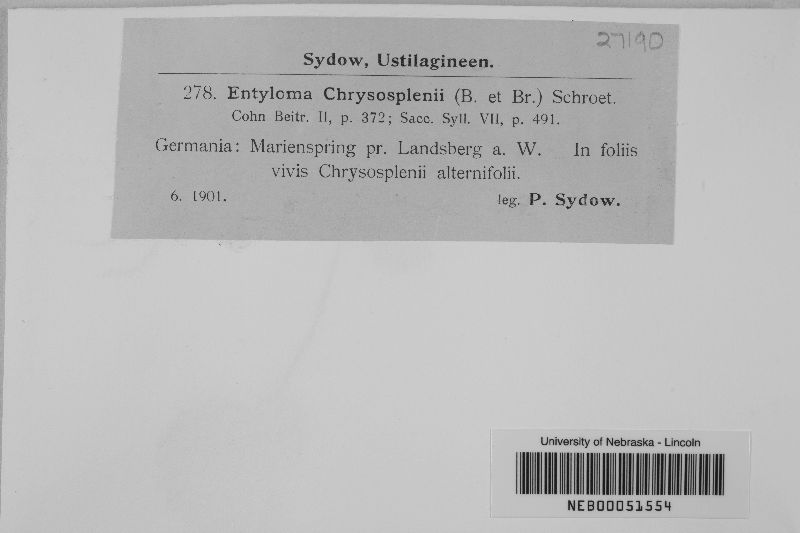 27190
Sydow, Ustilagineen.
278. Entyloma Chrysosplenii (B. et Br.) Schroet.
Cohn Beitr. II, p. 372; Sacc. Syll. VII, p. 491.
Germania: Marienspring pr. Landsberg a. W. In foliis
vivis Chrysosplenii alternifolii.
6. 1901. leg. P. Sydow.
University of Nebraska - Lincoln
NEB00051554